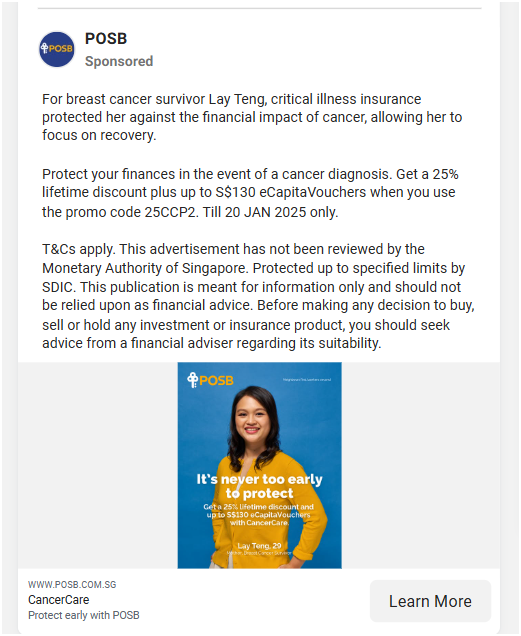 POSB
POSB
Sponsored
For breast cancer survivor Lay Teng, critical illness insurance
protected her against the financial impact of cancer, allowing her to
focus on recovery.
Protect your finances in the event of a cancer diagnosis. Get a 25%
lifetime discount plus up to S$130 eCapitaVouchers when you use
the promo code 25CCP2. Till 20 JAN 2025 only.
T&Cs apply. This advertisement has not been reviewed by the
Monetary Authority of Singapore. Protected up to specified limits by
SDIC. This publication is meant for information only and should not
be relied upon as financial advice. Before making any decision to buy,
sell or hold any investment or insurance product, you should seek
advice from a financial adviser regarding its suitability.
POSB
It's never too early
to protect
Get a 25% lifetime discount and
up to S$130 eCapitaVouchers
with CancerCare.
Lay Teng, 29
Breast Cancer Survivor
WWW.POSB.COM.SG
CancerCare
Protect early with POSB
Learn More